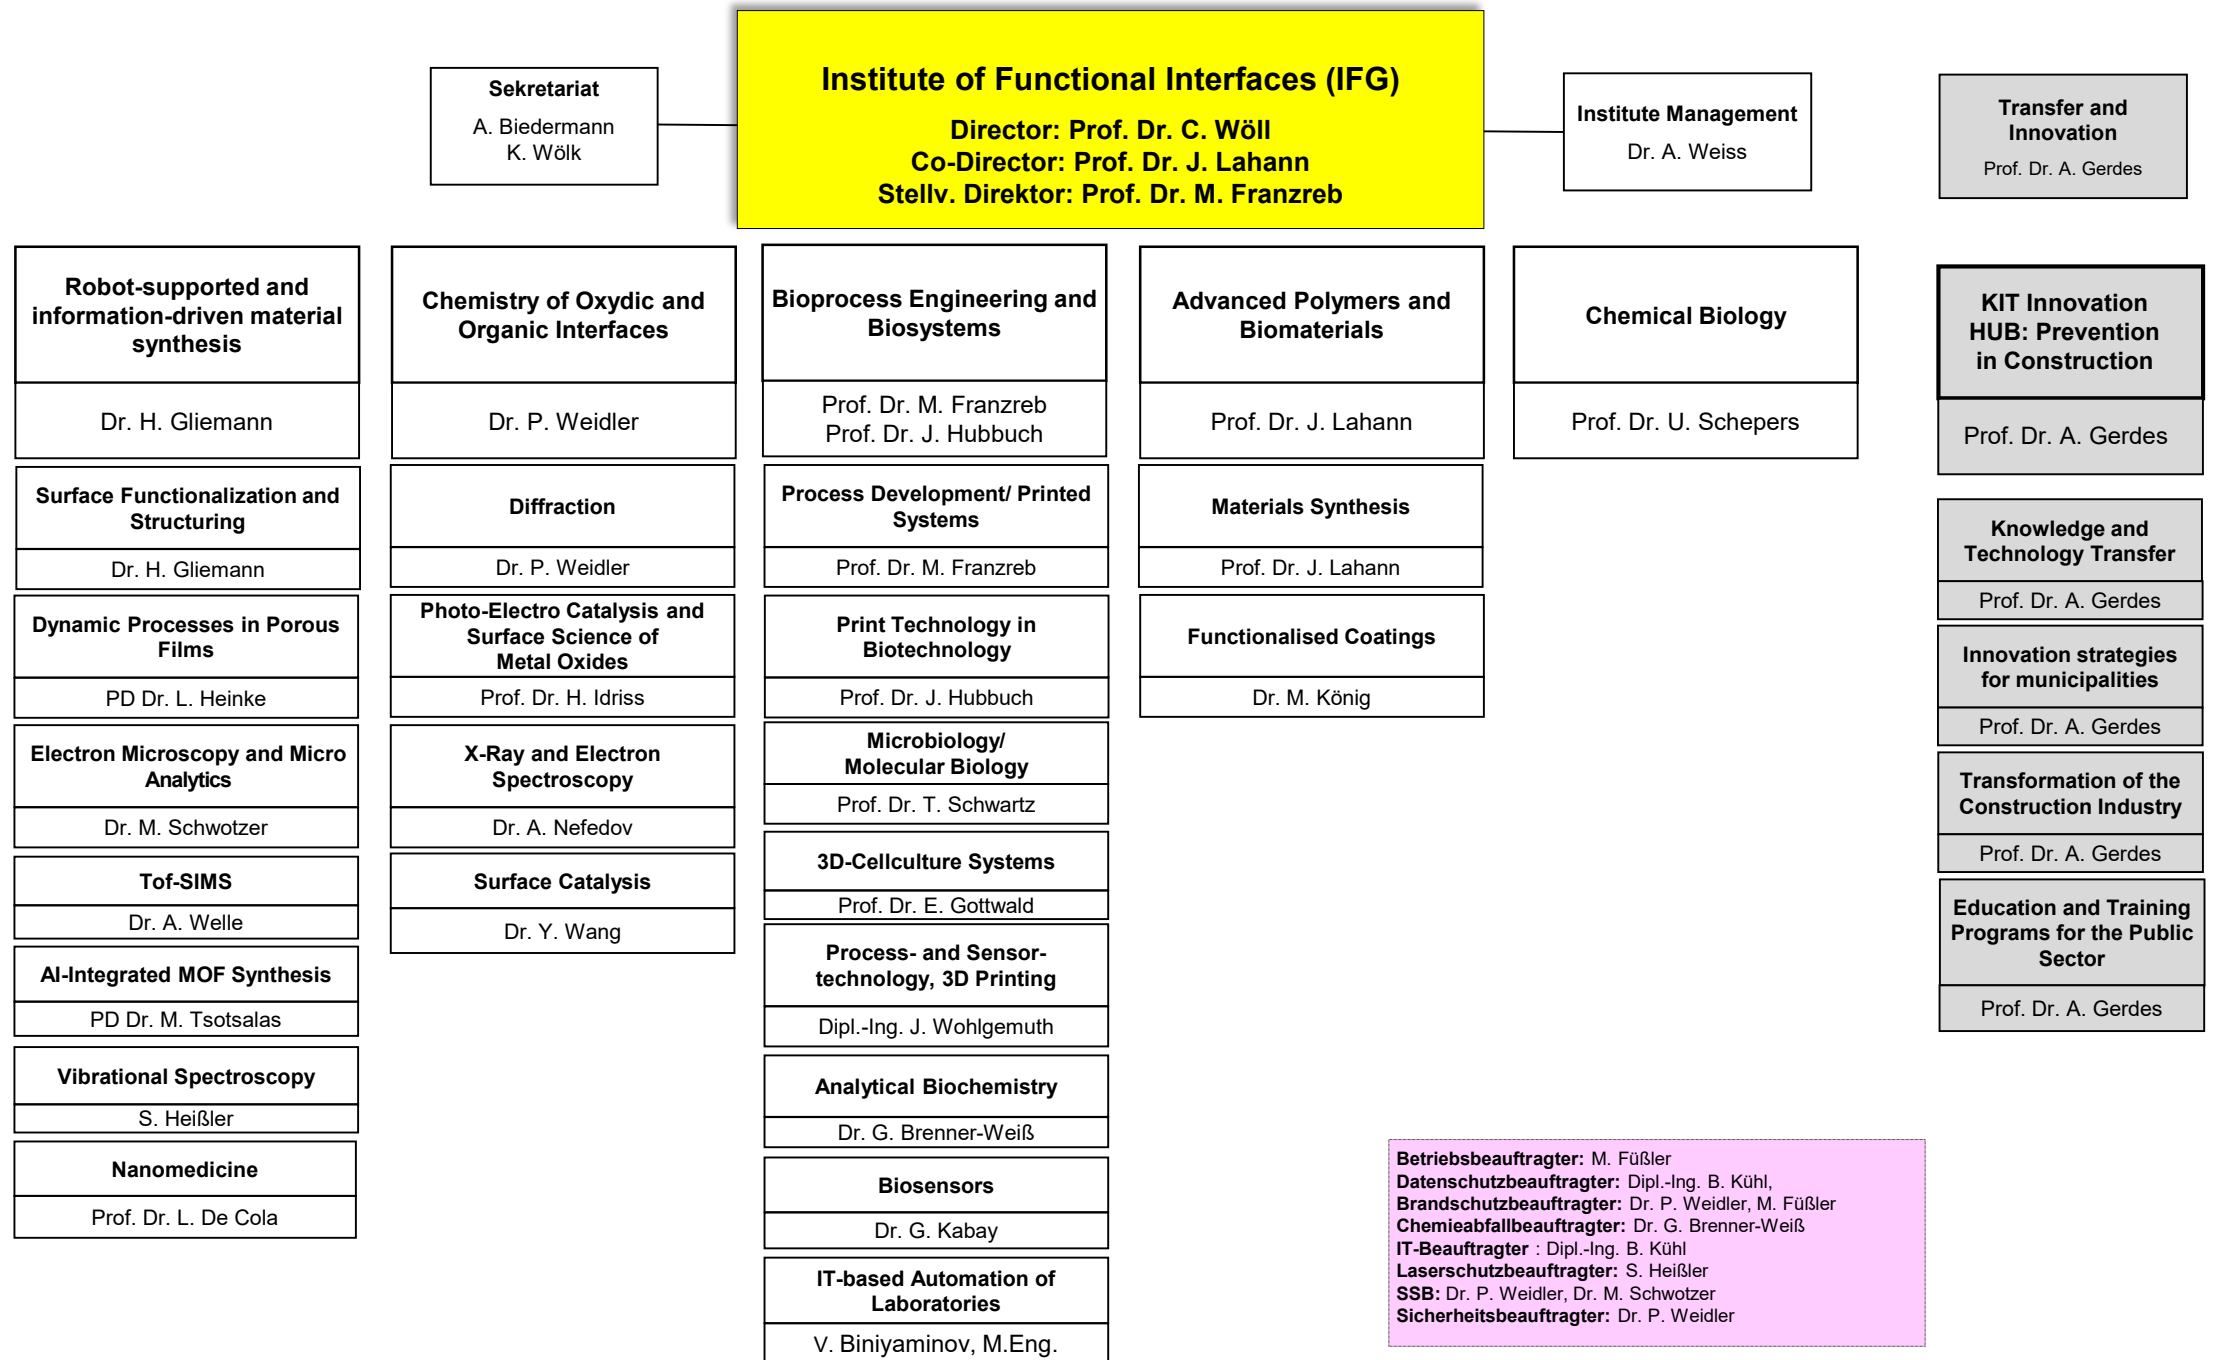 Sekretariat
A. Biedermann
K. Wölk
Institute of Functional Interfaces (IFG)
Director: Prof. Dr. C. Wöll
Co-Director: Prof. Dr. J. Lahann
Stellv. Direktor: Prof. Dr. M. Franzreb
Institute Management
Dr. A. Weiss
Transfer and
Innovation
Prof. Dr. A. Gerdes
Robot-supported and
information-driven material
synthesis
Dr. H. Gliemann
Surface Functionalization and
Structuring
Dr. H. Gliemann
Dynamic Processes in Porous
Films
PD Dr. L. Heinke
Electron Microscopy and Micro
Analytics
Dr. M. Schwotzer
Tof-SIMS
Dr. A. Welle
AI-Integrated MOF Synthesis
PD Dr. M. Tsotsalas
Vibrational Spectroscopy
S. Heißler
Nanomedicine
Prof. Dr. L. De Cola
Chemistry of Oxydic and
Organic Interfaces
Dr. P. Weidler
Diffraction
Dr. P. Weidler
Photo-Electro Catalysis and
Surface Science of
Metal Oxides
Prof. Dr. H. Idriss
X-Ray and Electron
Spectroscopy
Dr. A. Nefedov
Surface Catalysis
Dr. Y. Wang
Bioprocess Engineering and
Biosystems
Prof. Dr. M. Franzreb
Prof. Dr. J. Hubbuch
Process Development/ Printed
Systems
Prof. Dr. M. Franzreb
Print Technology in
Biotechnology
Prof. Dr. J. Hubbuch
Microbiology/
Molecular Biology
Prof. Dr. T. Schwartz
3D-Cellculture Systems
Prof. Dr. E. Gottwald
Process- and Sensor-
technology, 3D Printing
Dipl.-Ing. J. Wohlgemuth
Analytical Biochemistry
Dr. G. Brenner-Weiß
Biosensors
Dr. G. Kabay
IT-based Automation of
Laboratories
V. Biniyaminov, M.Eng.
Advanced Polymers and
Biomaterials
Prof. Dr. J. Lahann
Materials Synthesis
Prof. Dr. J. Lahann
Functionalised Coatings
Dr. M. König
Chemical Biology
Prof. Dr. U. Schepers
KIT Innovation
HUB: Prevention
in Construction
Prof. Dr. A. Gerdes
Knowledge and
Technology Transfer
Prof. Dr. A. Gerdes
Innovation strategies
for municipalities
Prof. Dr. A. Gerdes
Transformation of the
Construction Industry
Prof. Dr. A. Gerdes
Education and Training
Programs for the Public
Sector
Prof. Dr. A. Gerdes
Betriebsbeauftragter: M. Füßler
Datenschutzbeauftragter: Dipl.-Ing. B. Kühl,
Brandschutzbeauftragter: Dr. P. Weidler, M. Füßler
Chemieabfallbeauftragter: Dr. G. Brenner-Weiß
IT-Beauftragter : Dipl.-Ing. B. Kühl
Laserschutzbeauftragter: S. Heißler
SSB: Dr. P. Weidler, Dr. M. Schwotzer
Sicherheitsbeauftragter: Dr. P. Weidler